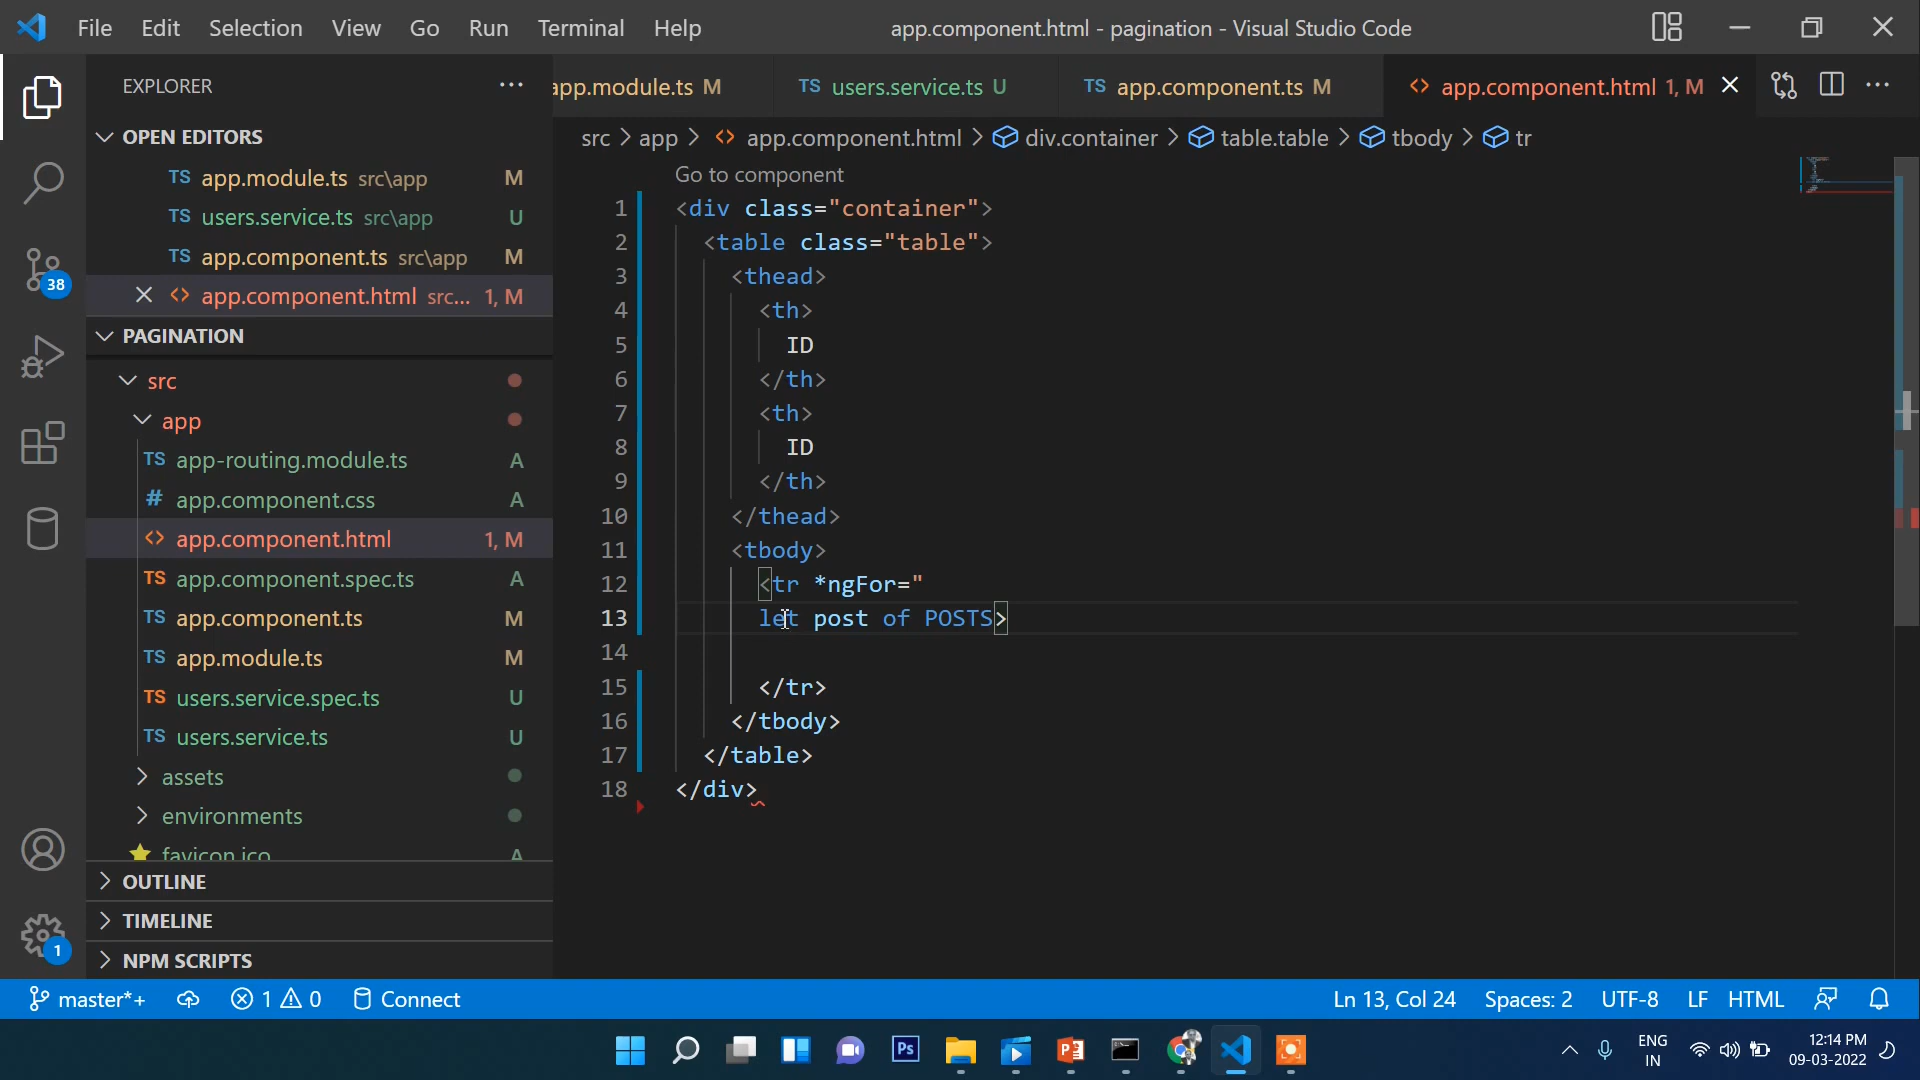 File Edit Selection View Go Run Terminal Help app.component.html - pagination - Visual Studio Code
EXPLORER ···
app.module.ts M TS users.service.ts U TS app.component.ts M <> app.component.html 1, M ···
OPEN EDITORS
TS app.module.ts src\app M
TS users.service.ts src\app U
TS app.component.ts src\app M
<> app.component.html src... 1, M
PAGINATION
src
app
TS app-routing.module.ts A
# app.component.css A
<> app.component.html 1, M
TS app.component.spec.ts A
TS app.component.ts M
TS app.module.ts M
TS users.service.spec.ts U
TS users.service.ts U
assets
environments
favicon.ico A
OUTLINE
TIMELINE
NPM SCRIPTS
38
1
src > app > <> app.component.html > div.container > table.table > tbody > tr
Go to component
1 <div class="container">
2 <table class="table">
3 <thead>
4 <th>
5 ID
6 </th>
7 <th>
8 ID
9 </th>
10 </thead>
11 <tbody>
12 <tr *ngFor="
13 let post of POSTS>
14
15 </tr>
16 </tbody>
17 </table>
18 </div>
master*+ 1 0 Connect Ln 13, Col 24 Spaces: 2 UTF-8 LF HTML
Ps P
ENG
IN
12:14 PM
09-03-2022